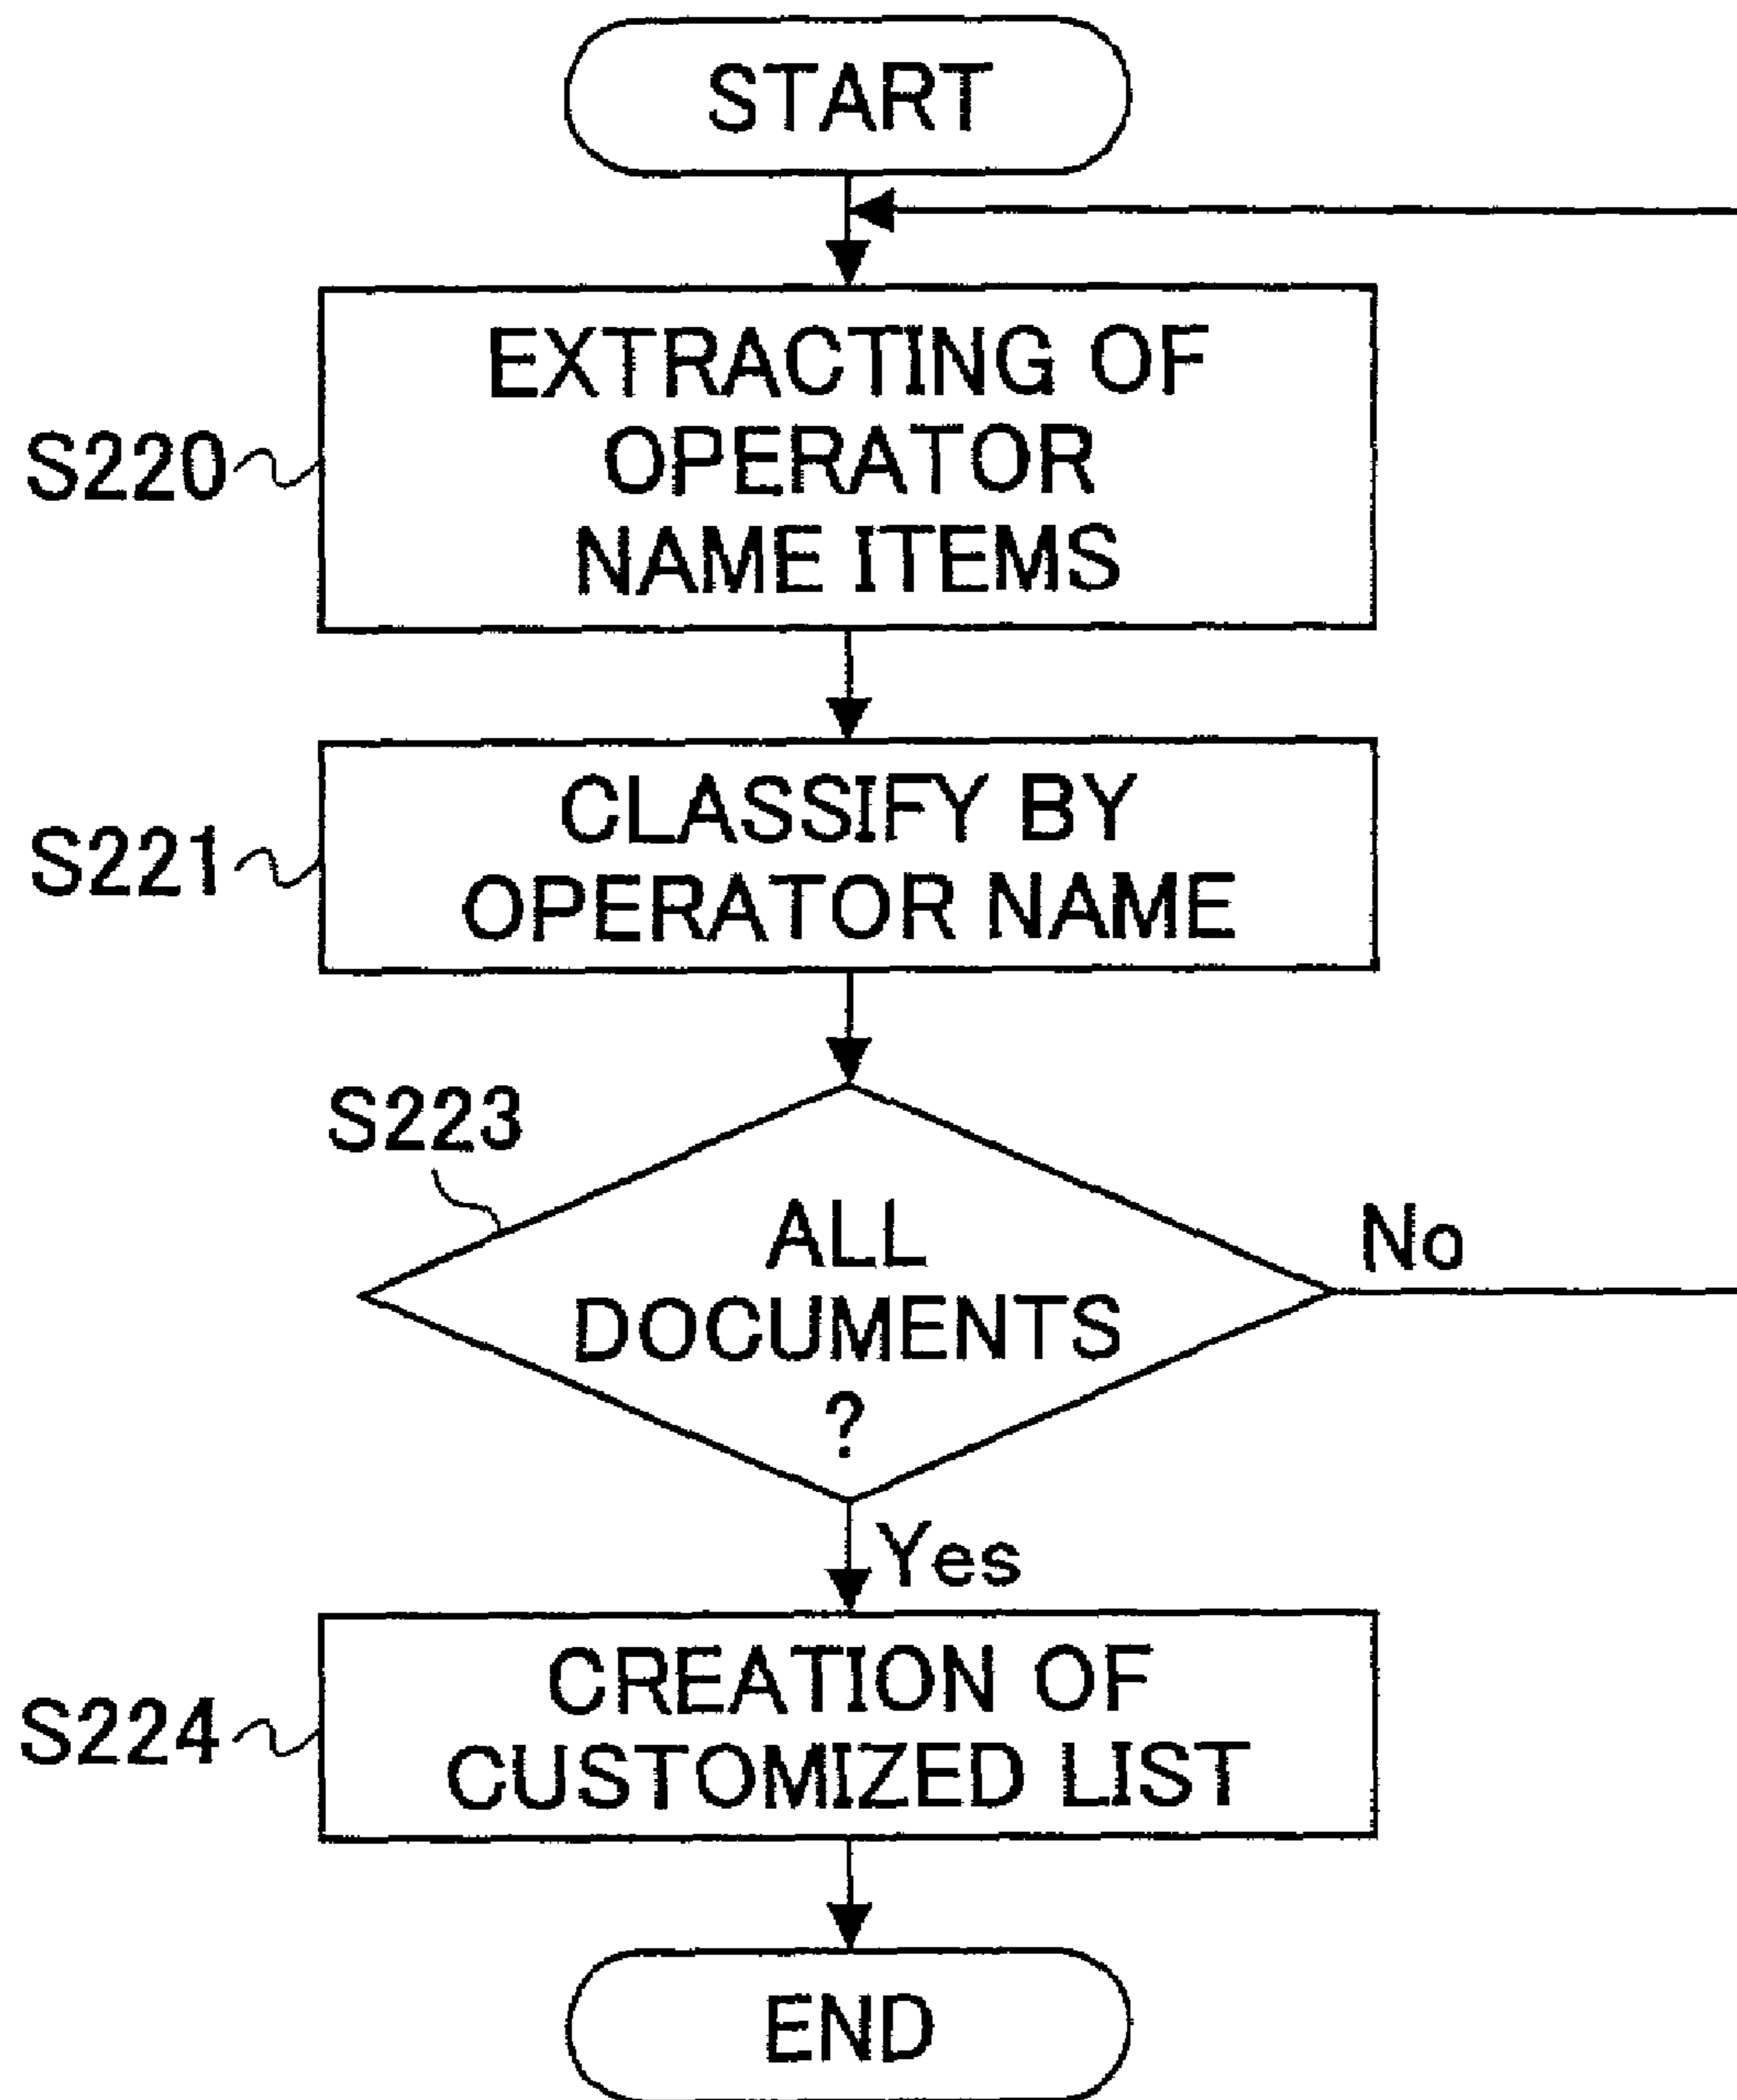 START
EXTRACTING OF
OPERATOR
NAME ITEMS
S220
CLASSIFY BY
OPERATOR NAME
S221
S223
ALL
DOCUMENTS
?
No
Yes
CREATION OF
CUSTOMIZED LIST
S224
END